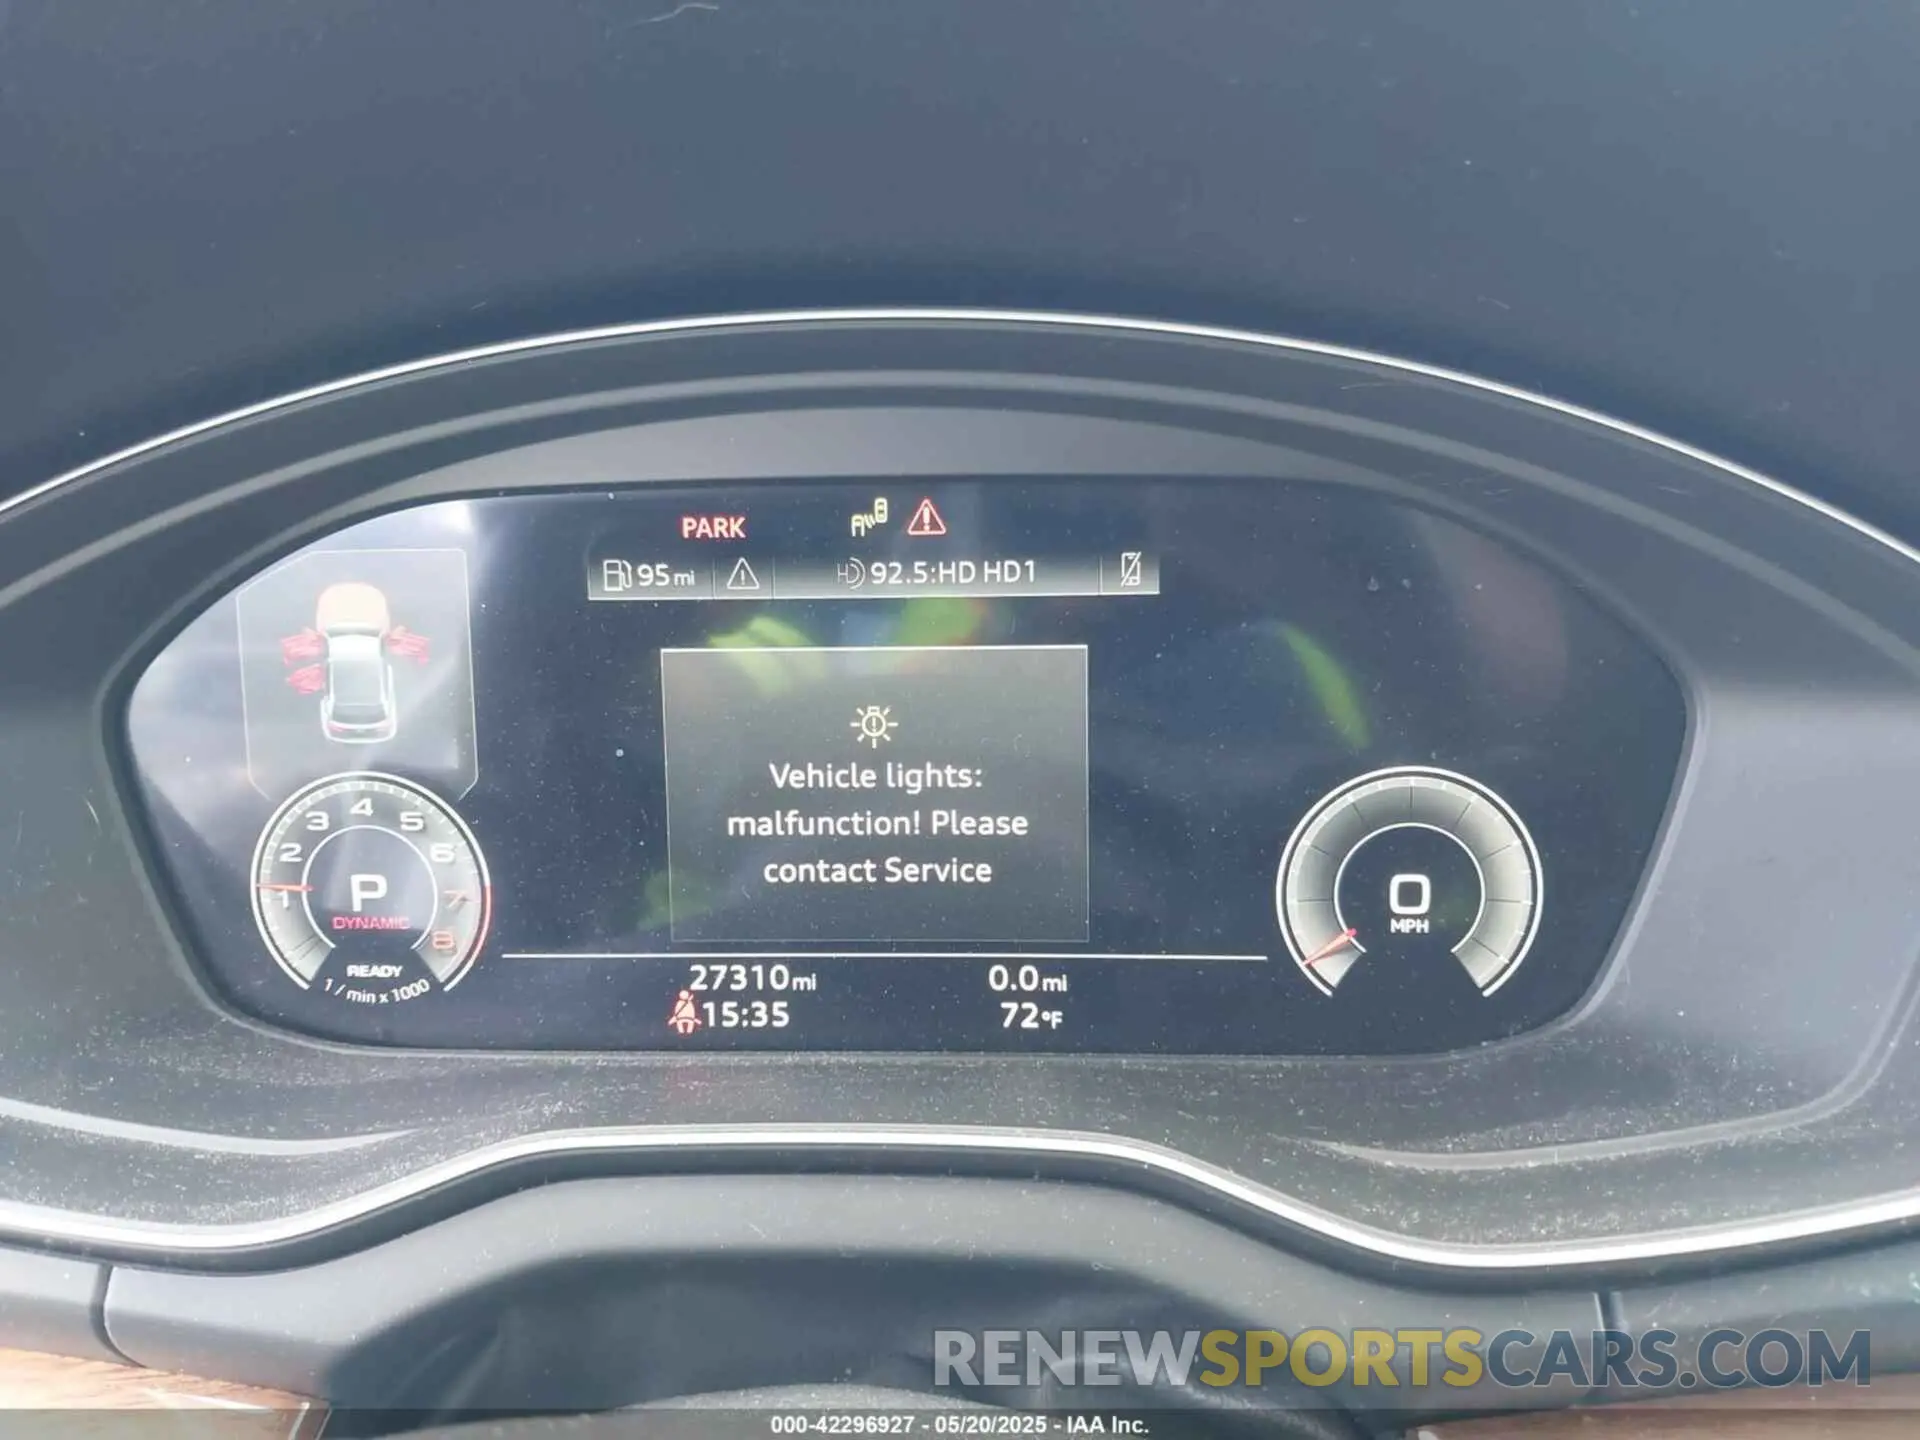 PARK
95 mi
HD 92.5:HD HD1
Vehicle lights:
malfunction! Please
contact Service
1 2 3 4 5 6 7 8
P
DYNAMIC
READY
1 / min x 1000
0
MPH
27310 mi
0.0 mi
15:35
72°F
RENEWSPORTSCARS.COM
000-42296927 - 05/20/2025 - IAA Inc.